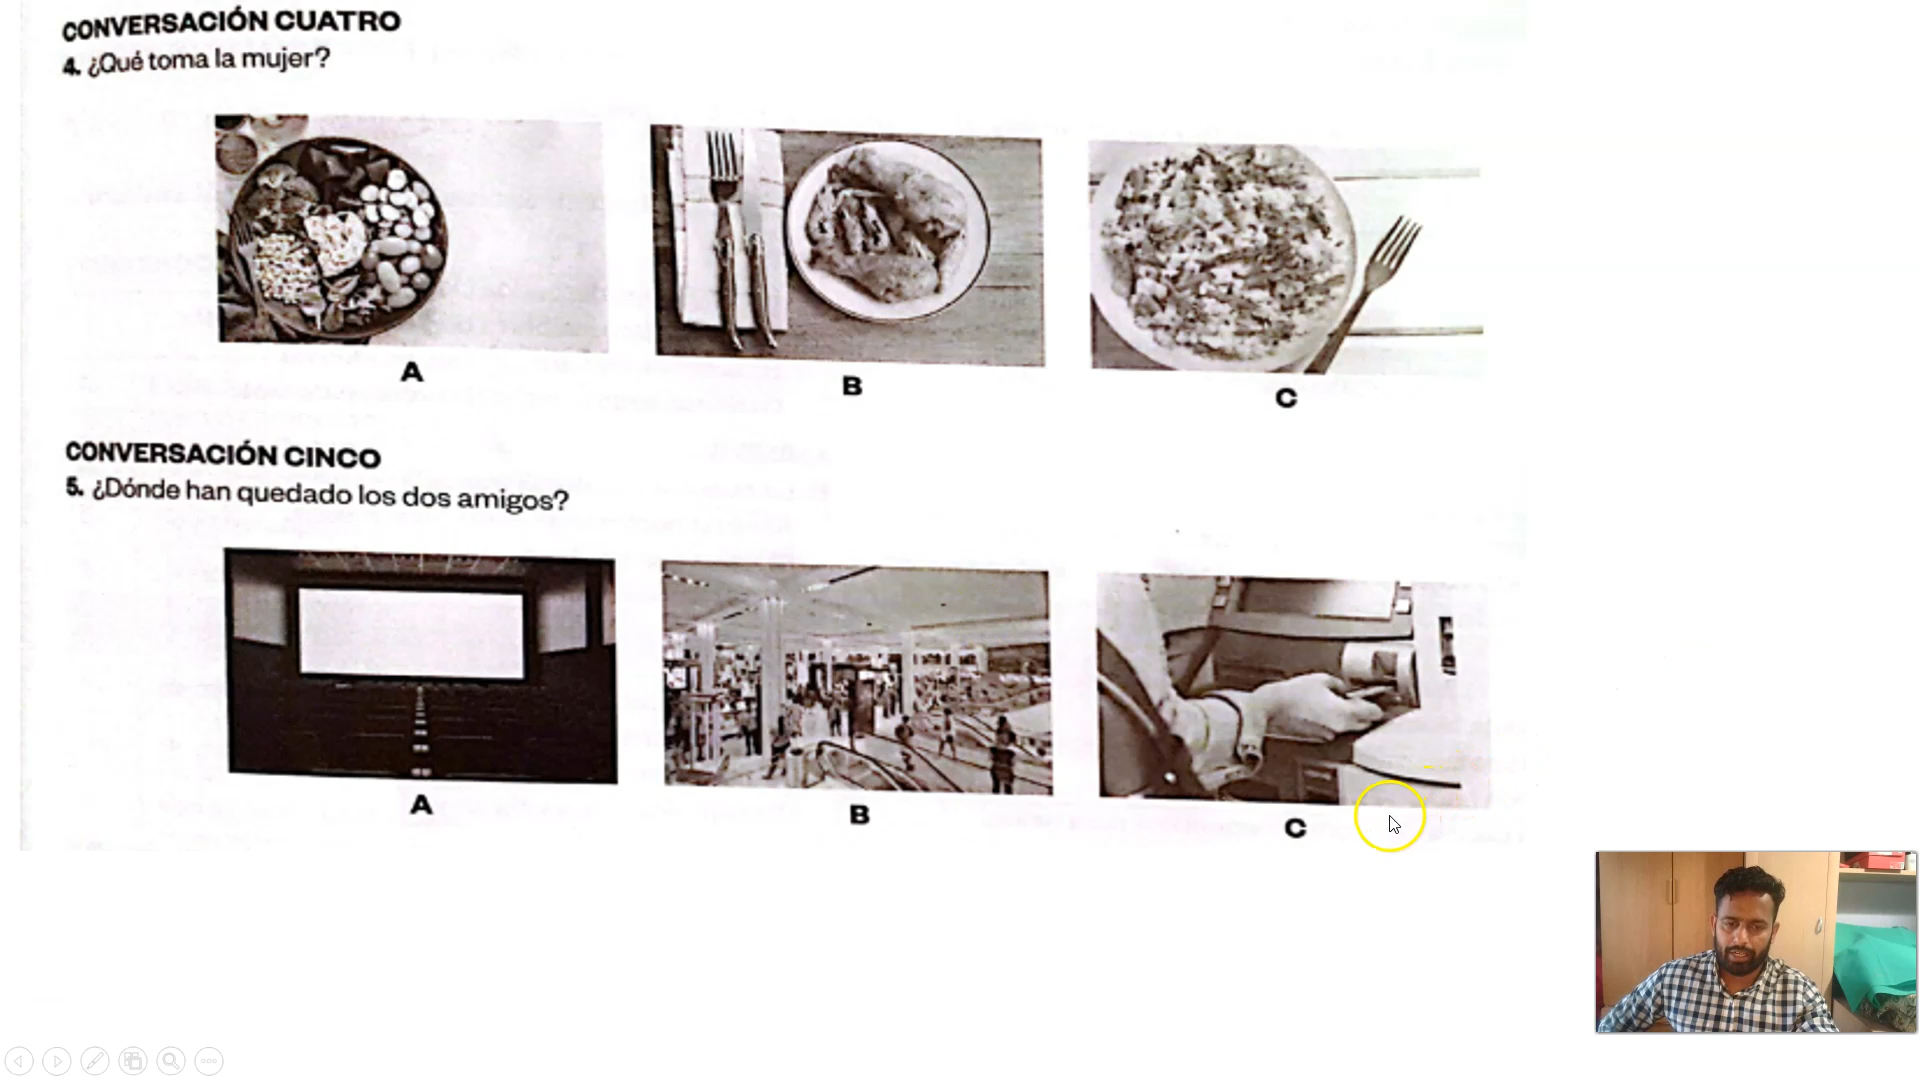 CONVERSACIÓN CUATRO
4. ¿Qué toma la mujer?
A
B
C
CONVERSACIÓN CINCO
5. ¿Dónde han quedado los dos amigos?
A
B
C